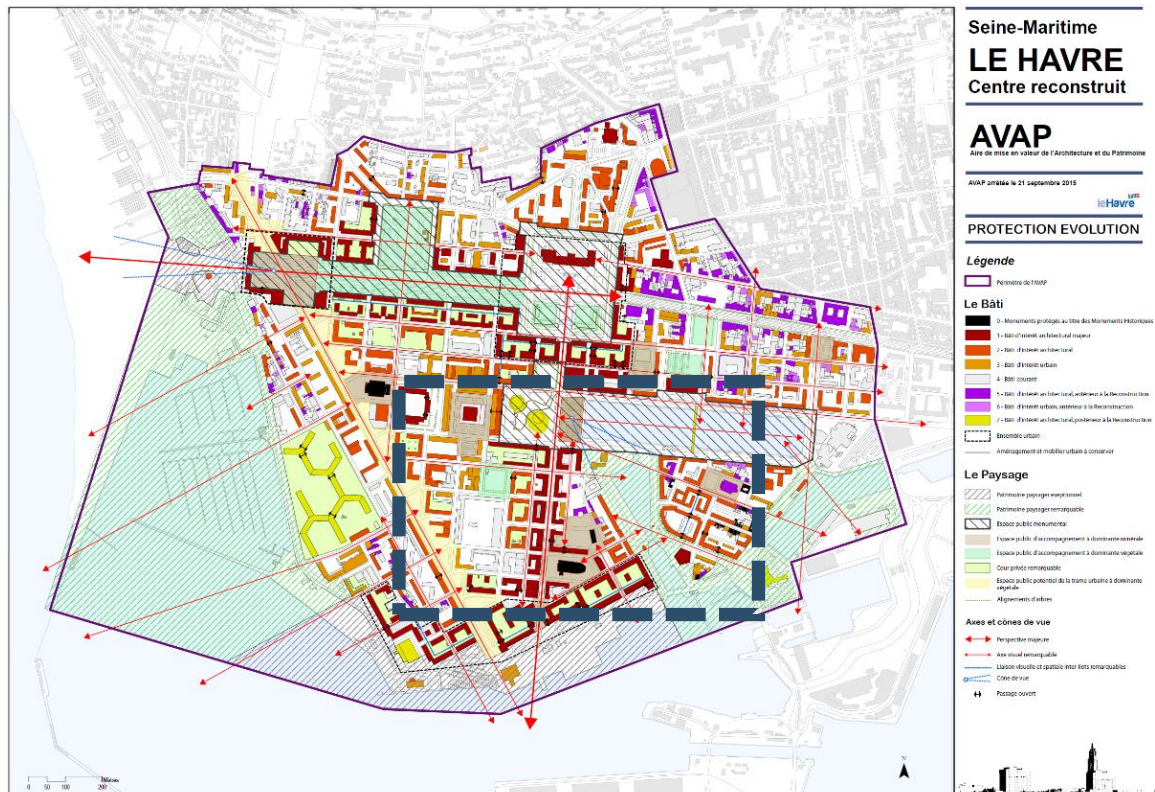 Seine-Maritime
LE HAVRE
Centre reconstruit
AVAP
Aire de mise en valeur de l'Architecture et du Patrimoine
AVAP arrêtée le 21 septembre 2015
le Havre
PROTECTION EVOLUTION
Légende
Périmètre de l'AVAP
Le Bâti
0 - Monuments protégés au titre des Monuments Historiques
1 - Bâti d'intérêt architectural majeur
2 - Bâti d'intérêt architectural
3 - Bâti d'intérêt urbain
4 - Bâti courant
5 - Bâti d'intérêt architectural, antérieur à la Reconstruction
6 - Bâti d'intérêt urbain, antérieur à la Reconstruction
7 - Bâti d'intérêt architectural, postérieur à la Reconstruction
Ensemble urbain
Aménagement et mobilier urbain à conserver
Le Paysage
Patrimoine paysager exceptionnel
Patrimoine paysager remarquable
Espace public monumental
Espace public d'accompagnement à dominante minérale
Espace public d'accompagnement à dominante végétale
Cour privée remarquable
Espace public potentiel de la trame urbaine à dominante
végétale
Alignements d'arbres
Axes et cônes de vue
Perspective majeure
Axe visuel remarquable
Liaison visuelle et spatiale inter îlots remarquables
Cône de vue
Passage ouvert
Mètres
0 50 100 200
N